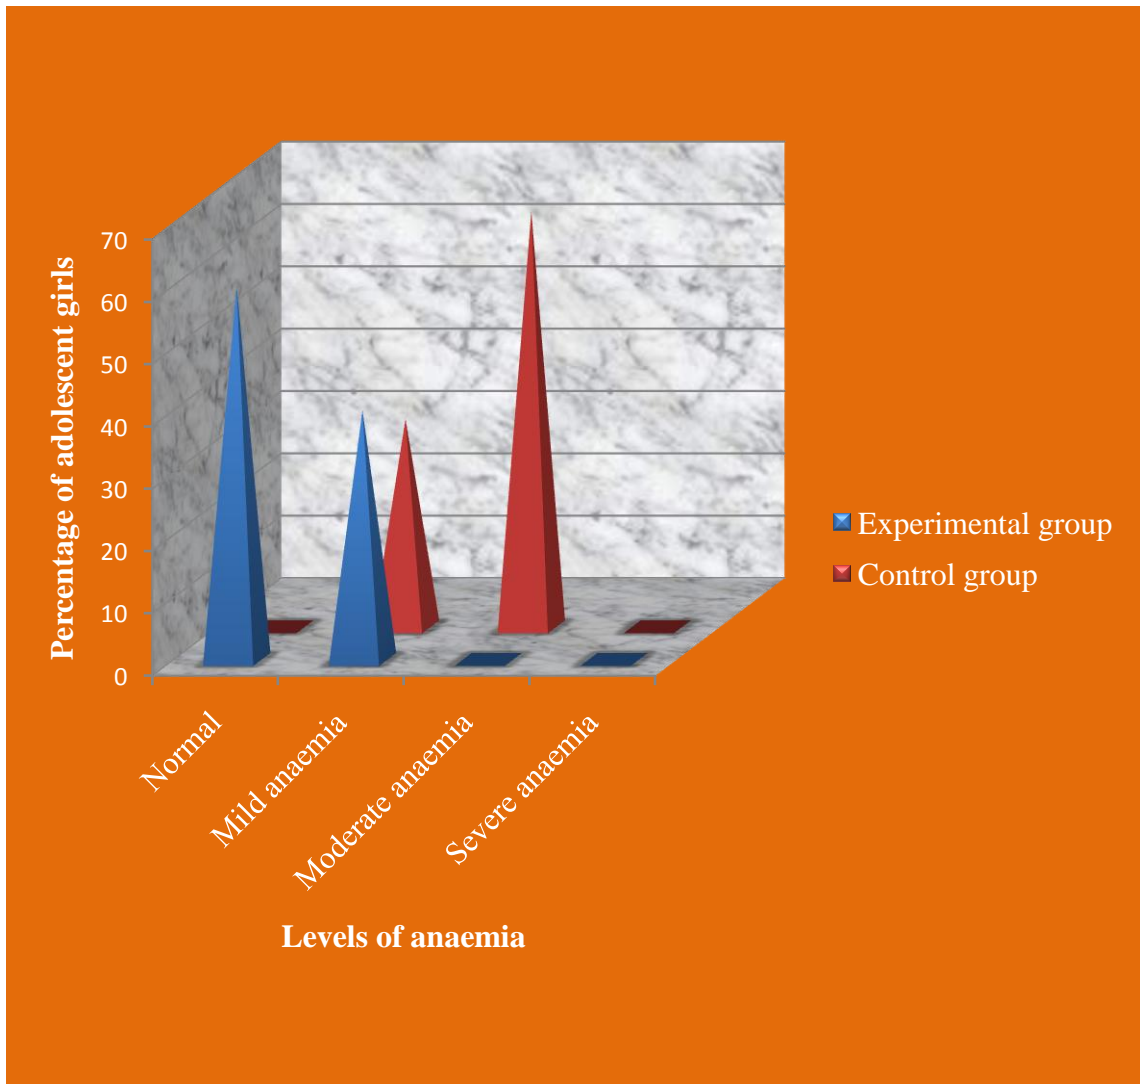 Percentage of adolescent girls
70
60
50
40
30
20
10
0
Normal
Mild anaemia
Moderate anaemia
Severe anaemia
Levels of anaemia
Experimental group
Control group